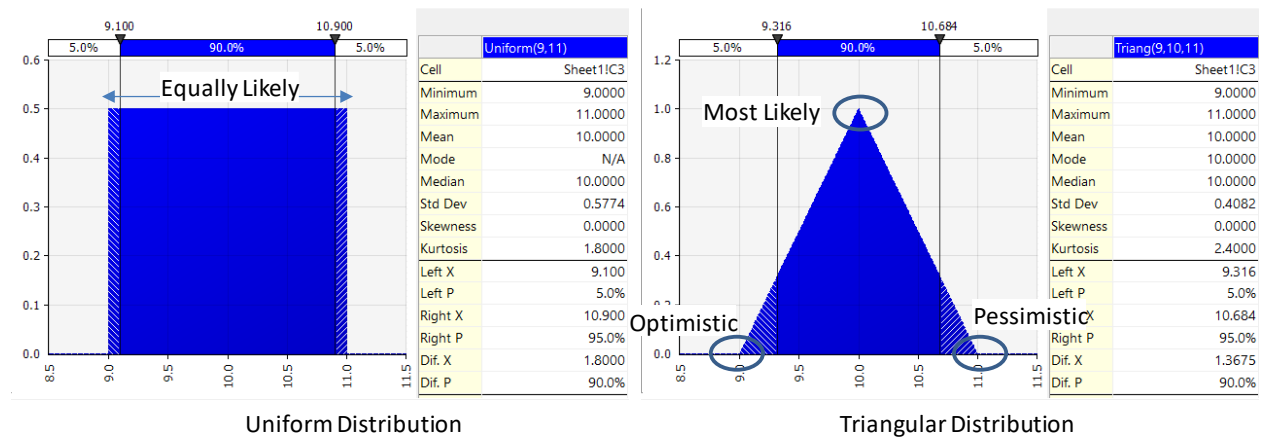 9.100 10.900
5.0% 90.0% 5.0%
0.6
0.5
0.4
0.3
0.2
0.1
0.0
8.5 9.0 9.5 10.0 10.5 11.0 11.5
Equally Likely
Uniform(9,11)
Cell Sheet1!C3
Minimum 9.0000
Maximum 11.0000
Mean 10.0000
Mode N/A
Median 10.0000
Std Dev 0.5774
Skewness 0.0000
Kurtosis 1.8000
Left X 9.100
Left P 5.0%
Right X 10.900
Right P 95.0%
Dif. X 1.8000
Dif. P 90.0%
Uniform Distribution
9.316 10.684
5.0% 90.0% 5.0%
1.2
1.0
0.8
0.6
0.4
0.2
0.0
8.5 9.0 9.5 10.0 10.5 11.0 11.5
Most Likely
Optimistic
Pessimistic
Triang(9,10,11)
Cell Sheet1!C3
Minimum 9.0000
Maximum 11.0000
Mean 10.0000
Mode 10.0000
Median 10.0000
Std Dev 0.4082
Skewness 0.0000
Kurtosis 2.4000
Left X 9.316
Left P 5.0%
X 10.684
Right P 95.0%
Dif. X 1.3675
Dif. P 90.0%
Triangular Distribution